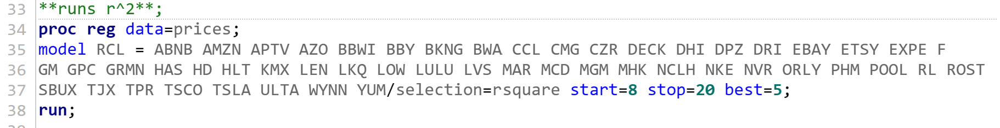 33 **runs r^2**;
34 proc reg data=prices;
35 model RCL = ABNB AMZN APTV AZO BBWI BBY BKNG BWA CCL CMG CZR DECK DHI DPZ DRI EBAY ETSY EXPE F
36 GM GPC GRMN HAS HD HLT KMX LEN LKQ LOW LULU LVS MAR MCD MGM MHK NCLH NKE NVR ORLY PHM POOL RL ROST
37 SBUX TJX TPR TSCO TSLA ULTA WYNN YUM/selection=rsquare start=8 stop=20 best=5;
38 run;